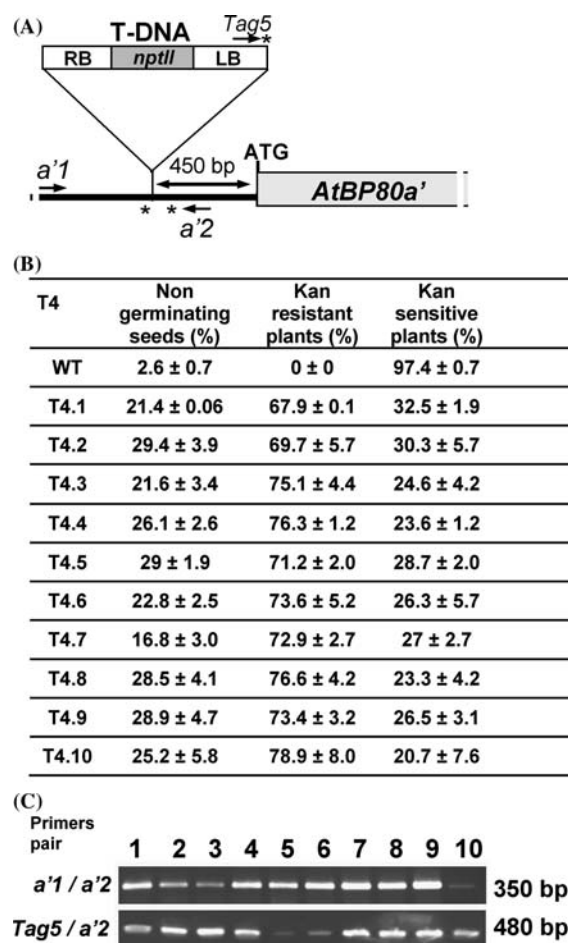 (A)
Tag5
T-DNA
*
RB nptII LB
ATG
450 bp
a'1
AtBP80a'
* *
a'2
(B)
T4 Non germinating seeds (%) Kan resistant plants (%) Kan sensitive plants (%)
WT 2.6 ± 0.7 0 ± 0 97.4 ± 0.7
T4.1 21.4 ± 0.06 67.9 ± 0.1 32.5 ± 1.9
T4.2 29.4 ± 3.9 69.7 ± 5.7 30.3 ± 5.7
T4.3 21.6 ± 3.4 75.1 ± 4.4 24.6 ± 4.2
T4.4 26.1 ± 2.6 76.3 ± 1.2 23.6 ± 1.2
T4.5 29 ± 1.9 71.2 ± 2.0 28.7 ± 2.0
T4.6 22.8 ± 2.5 73.6 ± 5.2 26.3 ± 5.7
T4.7 16.8 ± 3.0 72.9 ± 2.7 27 ± 2.7
T4.8 28.5 ± 4.1 76.6 ± 4.2 23.3 ± 4.2
T4.9 28.9 ± 4.7 73.4 ± 3.2 26.5 ± 3.1
T4.10 25.2 ± 5.8 78.9 ± 8.0 20.7 ± 7.6
(C)
Primers pair 1 2 3 4 5 6 7 8 9 10
a'1 / a'2 350 bp
Tag5 / a'2 480 bp